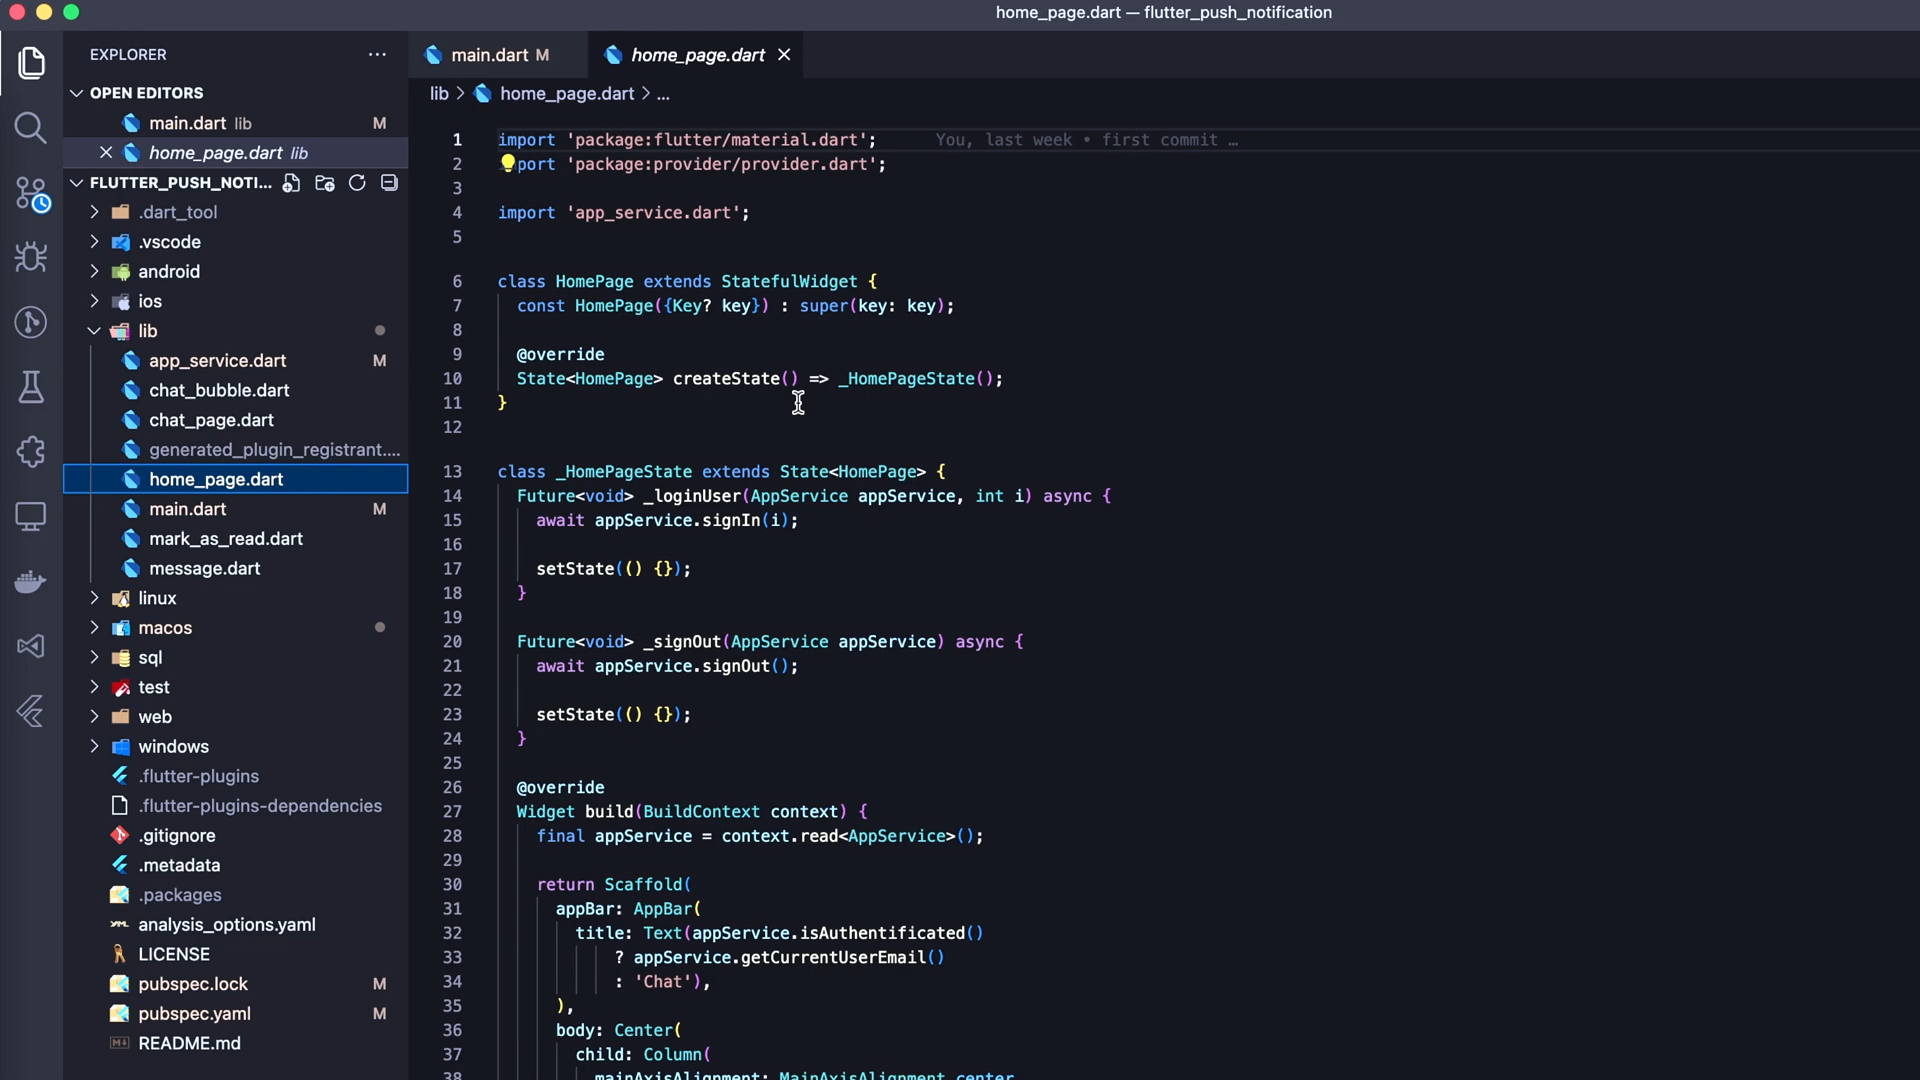 home_page.dart — flutter_push_notification
EXPLORER
OPEN EDITORS
main.dart lib M
home_page.dart lib
FLUTTER_PUSH_NOTI...
.dart_tool
.vscode
android
ios
lib
app_service.dart M
chat_bubble.dart
chat_page.dart
generated_plugin_registrant....
home_page.dart
main.dart M
mark_as_read.dart
message.dart
linux
macos
sql
test
web
windows
.flutter-plugins
.flutter-plugins-dependencies
.gitignore
.metadata
.packages
analysis_options.yaml
LICENSE
pubspec.lock M
pubspec.yaml M
README.md
main.dart M
home_page.dart
lib > home_page.dart > ...
1 import 'package:flutter/material.dart'; You, last week • first commit …
2 port 'package:provider/provider.dart';
3
4 import 'app_service.dart';
5
6 class HomePage extends StatefulWidget {
7 const HomePage({Key? key}) : super(key: key);
8
9 @override
10 State<HomePage> createState() => _HomePageState();
11 }
12
13 class _HomePageState extends State<HomePage> {
14 Future<void> _loginUser(AppService appService, int i) async {
15 await appService.signIn(i);
16
17 setState(() {});
18 }
19
20 Future<void> _signOut(AppService appService) async {
21 await appService.signOut();
22
23 setState(() {});
24 }
25
26 @override
27 Widget build(BuildContext context) {
28 final appService = context.read<AppService>();
29
30 return Scaffold(
31 appBar: AppBar(
32 title: Text(appService.isAuthentificated()
33 ? appService.getCurrentUserEmail()
34 : 'Chat'),
35 ),
36 body: Center(
37 child: Column(
38 mainAxisAlignment: MainAxisAlignment.center